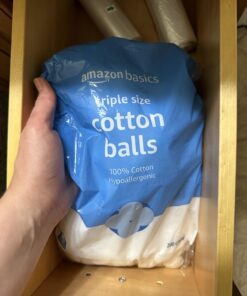 amazon basics
triple size
cotton
balls
100% Cotton
Hypoallergenic